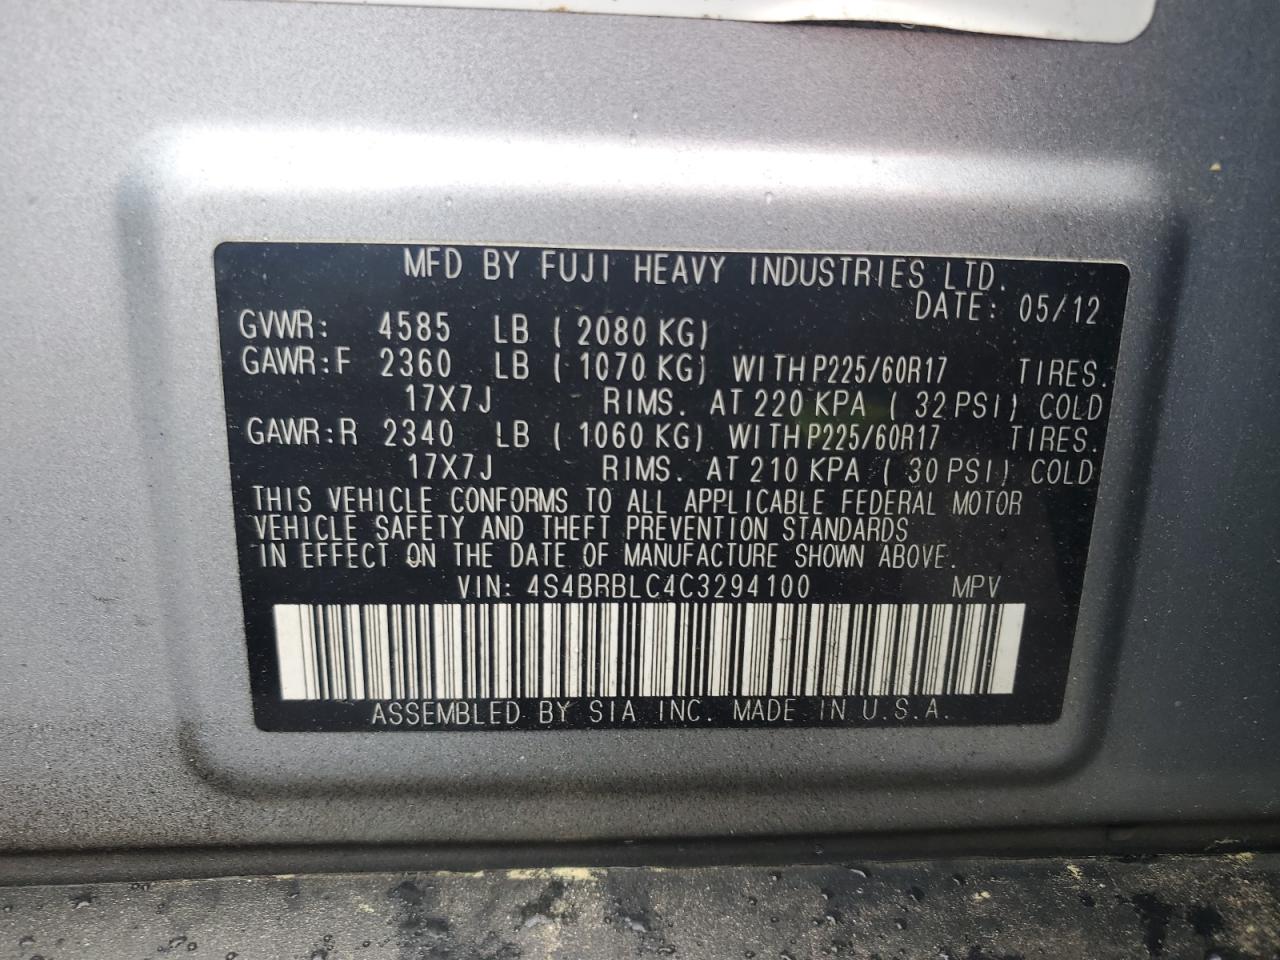 MFD BY FUJI HEAVY INDUSTRIES LTD.
DATE: 05/12
GVWR: 4585 LB ( 2080 KG)
GAWR:F 2360 LB ( 1070 KG) WITH P225/60R17 TIRES.
17X7J RIMS. AT 220 KPA ( 32 PSI) COLD
GAWR:R 2340 LB ( 1060 KG) WITH P225/60R17 TIRES.
17X7J RIMS. AT 210 KPA ( 30 PSI) COLD
THIS VEHICLE CONFORMS TO ALL APPLICABLE FEDERAL MOTOR
VEHICLE SAFETY AND THEFT PREVENTION STANDARDS
IN EFFECT ON THE DATE OF MANUFACTURE SHOWN ABOVE.
VIN: 4S4BRBLC4C3294100 MPV
ASSEMBLED BY SIA INC. MADE IN U.S.A.